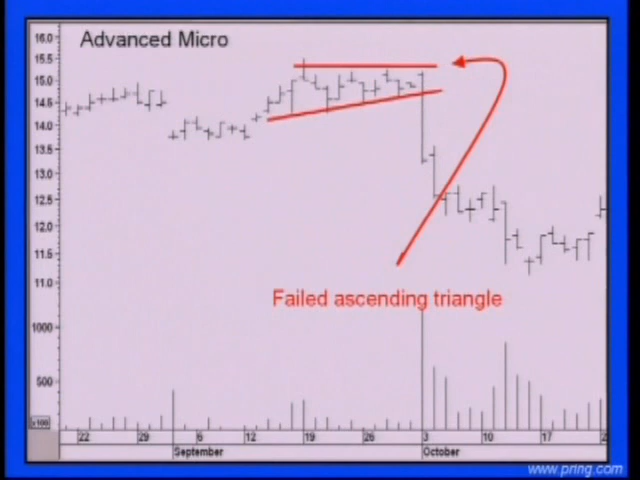 Advanced Micro
16.0
15.5
15.0
14.5
14.0
13.5
13.0
12.5
12.0
11.5
11.0
Failed ascending triangle
1000
500
x100
22 29 6 12 19 26 3 10 17 2
September October
www.pring.com